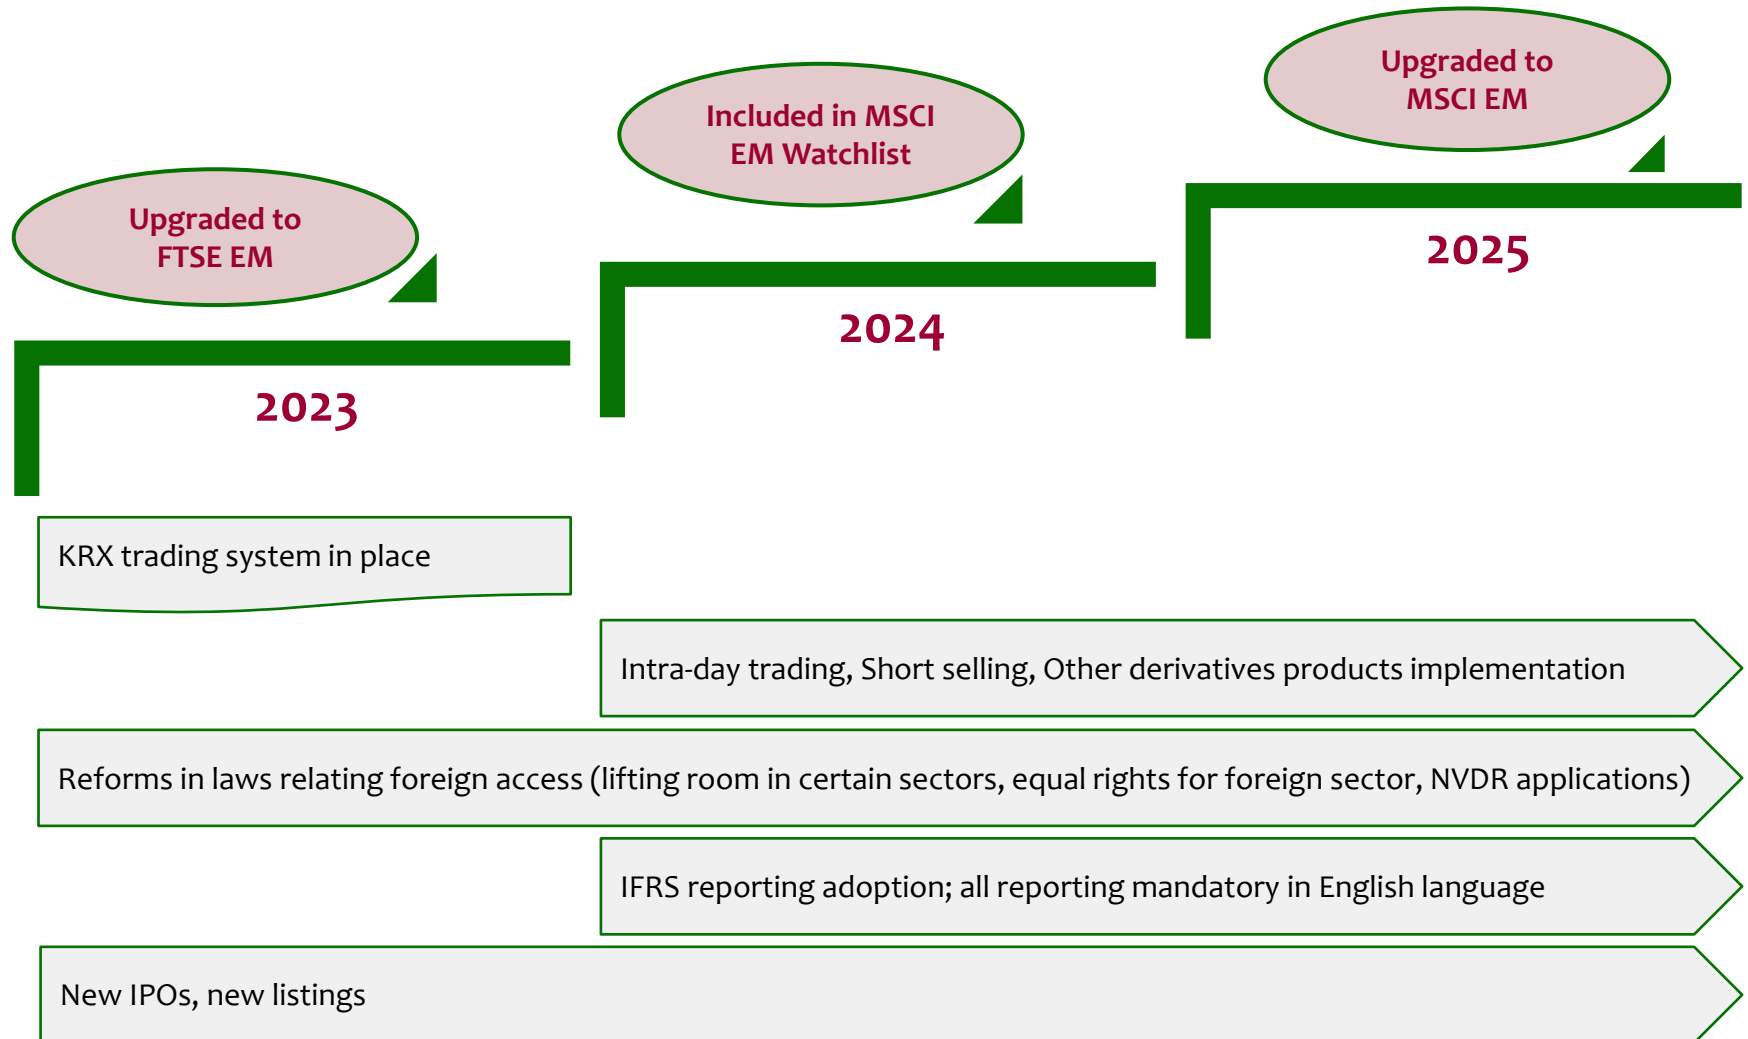 Upgraded to
FTSE EM
2023
Included in MSCI
EM Watchlist
2024
Upgraded to
MSCI EM
2025
KRX trading system in place
Intra-day trading, Short selling, Other derivatives products implementation
Reforms in laws relating foreign access (lifting room in certain sectors, equal rights for foreign sector, NVDR applications)
IFRS reporting adoption; all reporting mandatory in English language
New IPOs, new listings